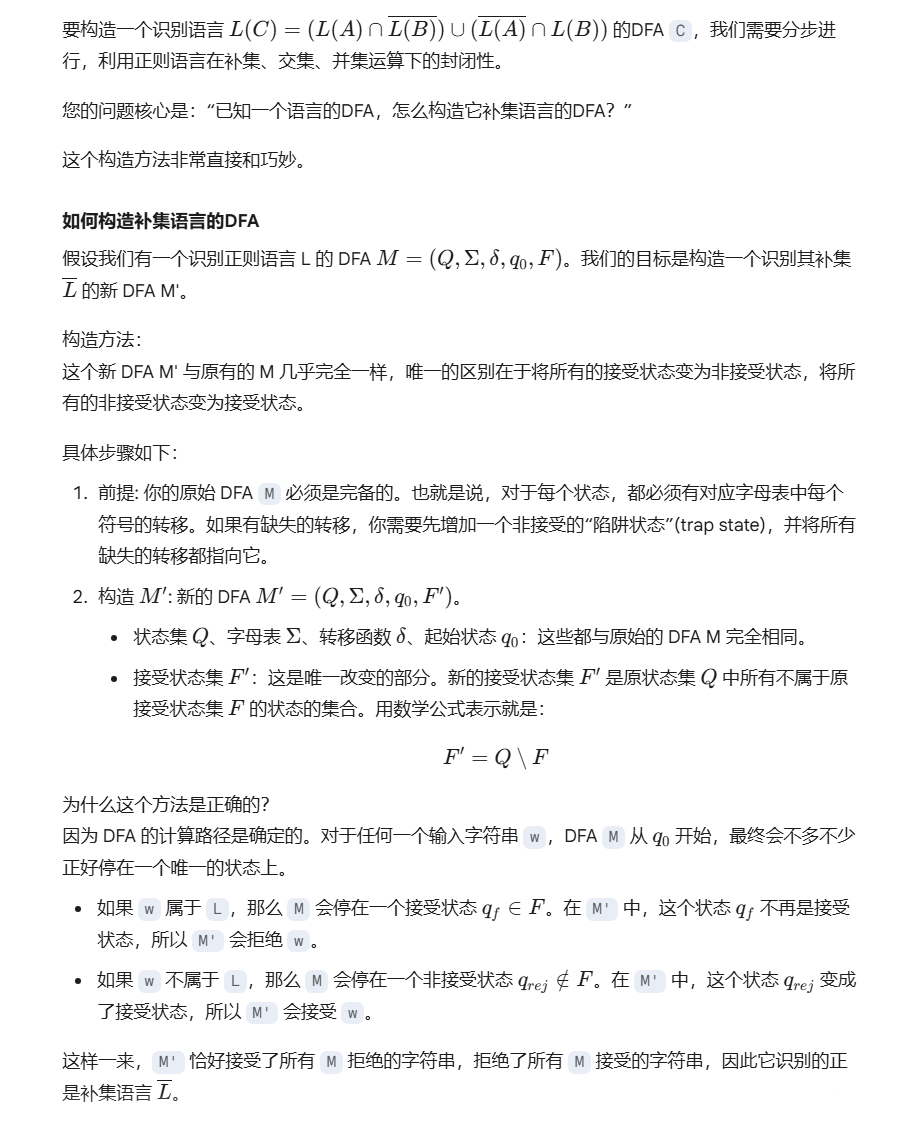 要构造一个识别语言 L(C) = (L(A) ∩ \overline{L(B)}) ∪ (\overline{L(A)} ∩ L(B)) 的DFA C，我们需要分步进
行，利用正则语言在补集、交集、并集运算下的封闭性。
您的问题核心是：“已知一个语言的DFA，怎么构造它补集语言的DFA？”
这个构造方法非常直接和巧妙。
如何构造补集语言的DFA
假设我们有一个识别正则语言 L 的 DFA M = (Q, Σ, δ, q₀, F)。我们的目标是构造一个识别其补集
\overline{L} 的新 DFA M'。
构造方法：
这个新 DFA M' 与原有的 M 几乎完全一样，唯一的区别在于将所有的接受状态变为非接受状态，将所
有的非接受状态变为接受状态。
具体步骤如下：
1. 前提: 你的原始 DFA M 必须是完备的。也就是说，对于每个状态，都必须有对应字母表中每个
符号的转移。如果有缺失的转移，你需要先增加一个非接受的“陷阱状态”(trap state)，并将所有
缺失的转移都指向它。
2. 构造 M′: 新的 DFA M′ = (Q, Σ, δ, q₀, F′)。
• 状态集 Q、字母表 Σ、转移函数 δ、起始状态 q₀：这些都与原始的 DFA M 完全相同。
• 接受状态集 F′：这是唯一改变的部分。新的接受状态集 F′ 是原状态集 Q 中所有不属于原
接受状态集 F 的状态的集合。用数学公式表示就是：
F′ = Q \ F
为什么这个方法是正确的？
因为 DFA 的计算路径是确定的。对于任何一个输入字符串 w，DFA M 从 q₀ 开始，最终会不多不少
正好停在一个唯一的状态上。
• 如果 w 属于 L，那么 M 会停在一个接受状态 q_f ∈ F。在 M' 中，这个状态 q_f 不再是接受
状态，所以 M' 会拒绝 w。
• 如果 w 不属于 L，那么 M 会停在一个非接受状态 q_{rej} ∉ F。在 M' 中，这个状态 q_{rej} 变成
了接受状态，所以 M' 会接受 w。
这样一来，M' 恰好接受了所有 M 拒绝的字符串，拒绝了所有 M 接受的字符串，因此它识别的正
是补集语言 \overline{L}。